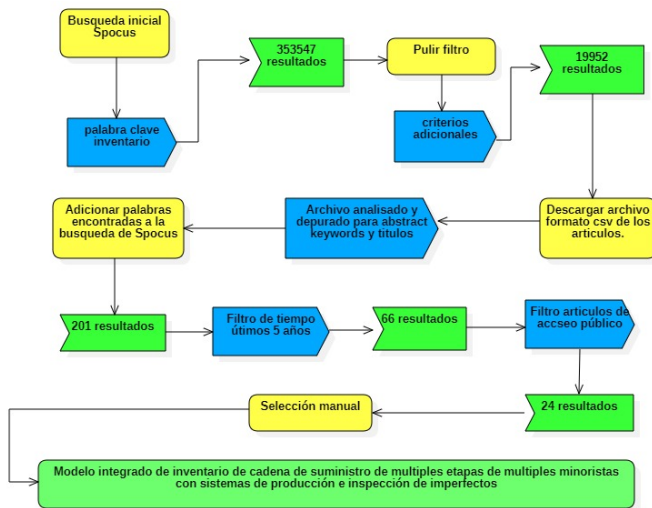 Busqueda inicial
Spocus
353547
resultados
Pulir filtro
19952
resultados
palabra clave
inventario
criterios
adicionales
Adicionar palabras
encontradas a la
busqueda de Spocus
Archivo analisado y
depurado para abstract
keywords y titulos
Descargar archivo
formato csv de los
articulos.
201 resultados
Filtro de tiempo
útimos 5 años
66 resultados
Filtro articulos de
accseo público
Selección manual
24 resultados
Modelo integrado de inventario de cadena de suministro de multiples etapas de multiples minoristas
con sistemas de producción e inspección de imperfectos